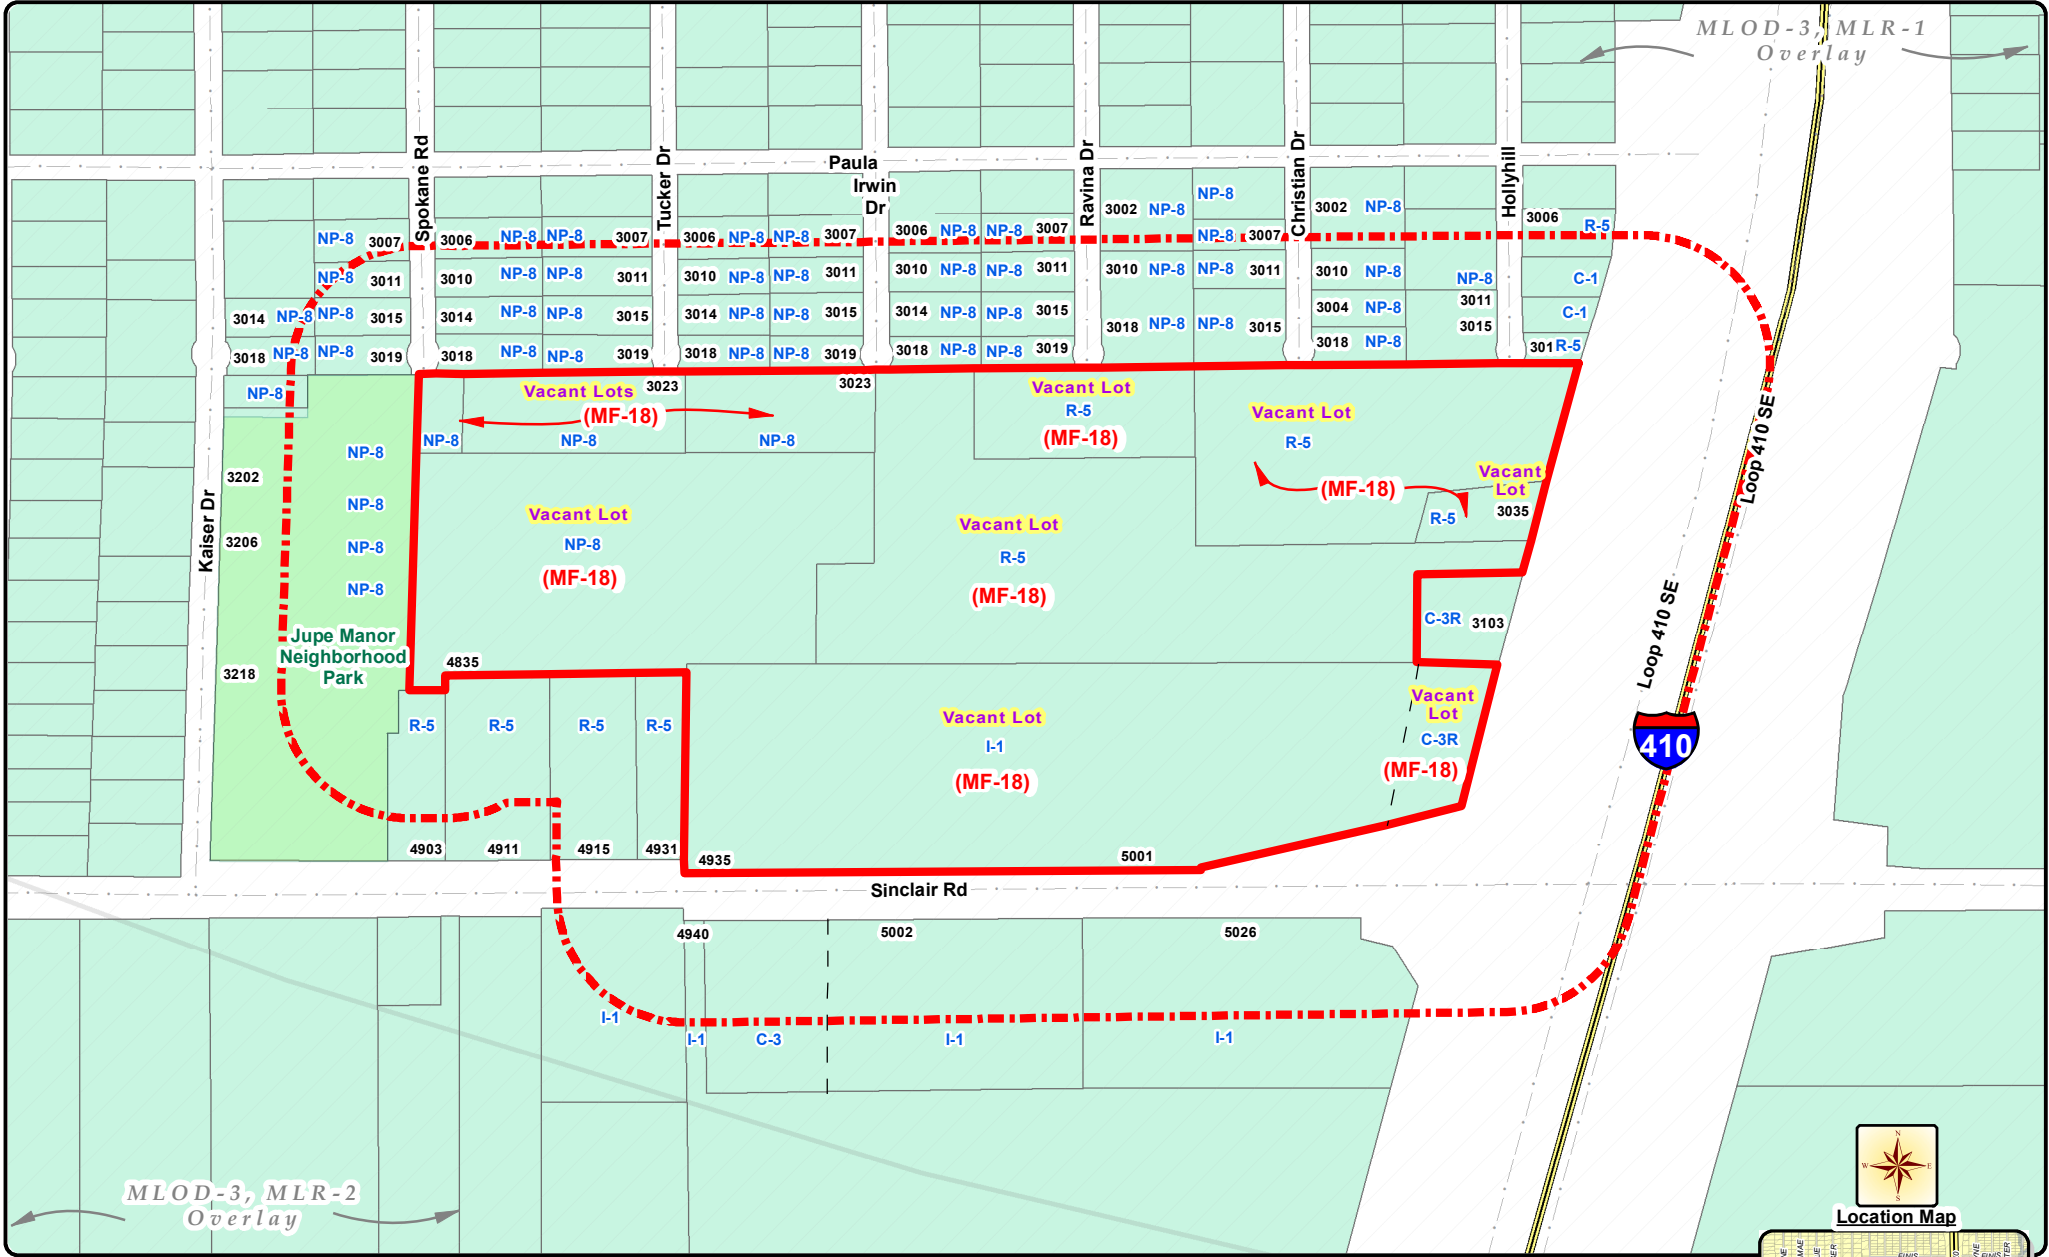 MLOD-3, MLR-1
Overlay
Spokane Rd
Tucker Dr
Paula
Irwin
Dr
Ravina Dr
Christian Dr
Hollyhill
NP-8
3002 NP-8
3002 NP-8
3006
R-5
NP-8 3007
3006 NP-8 NP-8 3007
3006 NP-8 NP-8 3007
3006 NP-8 NP-8 3007
NP-8 3007
NP-8 3011
3010 NP-8 NP-8 3011
3010 NP-8 NP-8 3011
3010 NP-8 NP-8 3011
3010 NP-8 NP-8 3011
3010 NP-8
NP-8
C-1
3014 NP-8 NP-8 3015
3014 NP-8 NP-8 3015
3014 NP-8 NP-8 3015
3014 NP-8 NP-8 3015
3018 NP-8 NP-8 3015
3004 NP-8
3011
3015
C-1
3018 NP-8 NP-8 3019
3018 NP-8 NP-8 3019
3018 NP-8 NP-8 3019
3018 NP-8 NP-8 3019
3018 NP-8
301 R-5
NP-8
Vacant Lots
3023
3023
(MF-18)
NP-8
NP-8
NP-8
Vacant Lot
R-5
(MF-18)
Vacant Lot
R-5
(MF-18)
Vacant
Lot
3035
R-5
Loop 410 SE
Kaiser Dr
3202
3206
3218
NP-8
NP-8
NP-8
NP-8
Jupe Manor
Neighborhood
Park
Vacant Lot
NP-8
(MF-18)
Vacant Lot
R-5
(MF-18)
C-3R 3103
Loop 410 SE
4835
R-5
R-5
R-5
R-5
Vacant Lot
I-1
(MF-18)
Vacant
Lot
C-3R
(MF-18)
410
4903
4911
4915
4931
4935
5001
Sinclair Rd
4940
5002
5026
I-1
I-1
C-3
I-1
I-1
MLOD-3, MLR-2
Overlay
N
W
E
S
Location Map